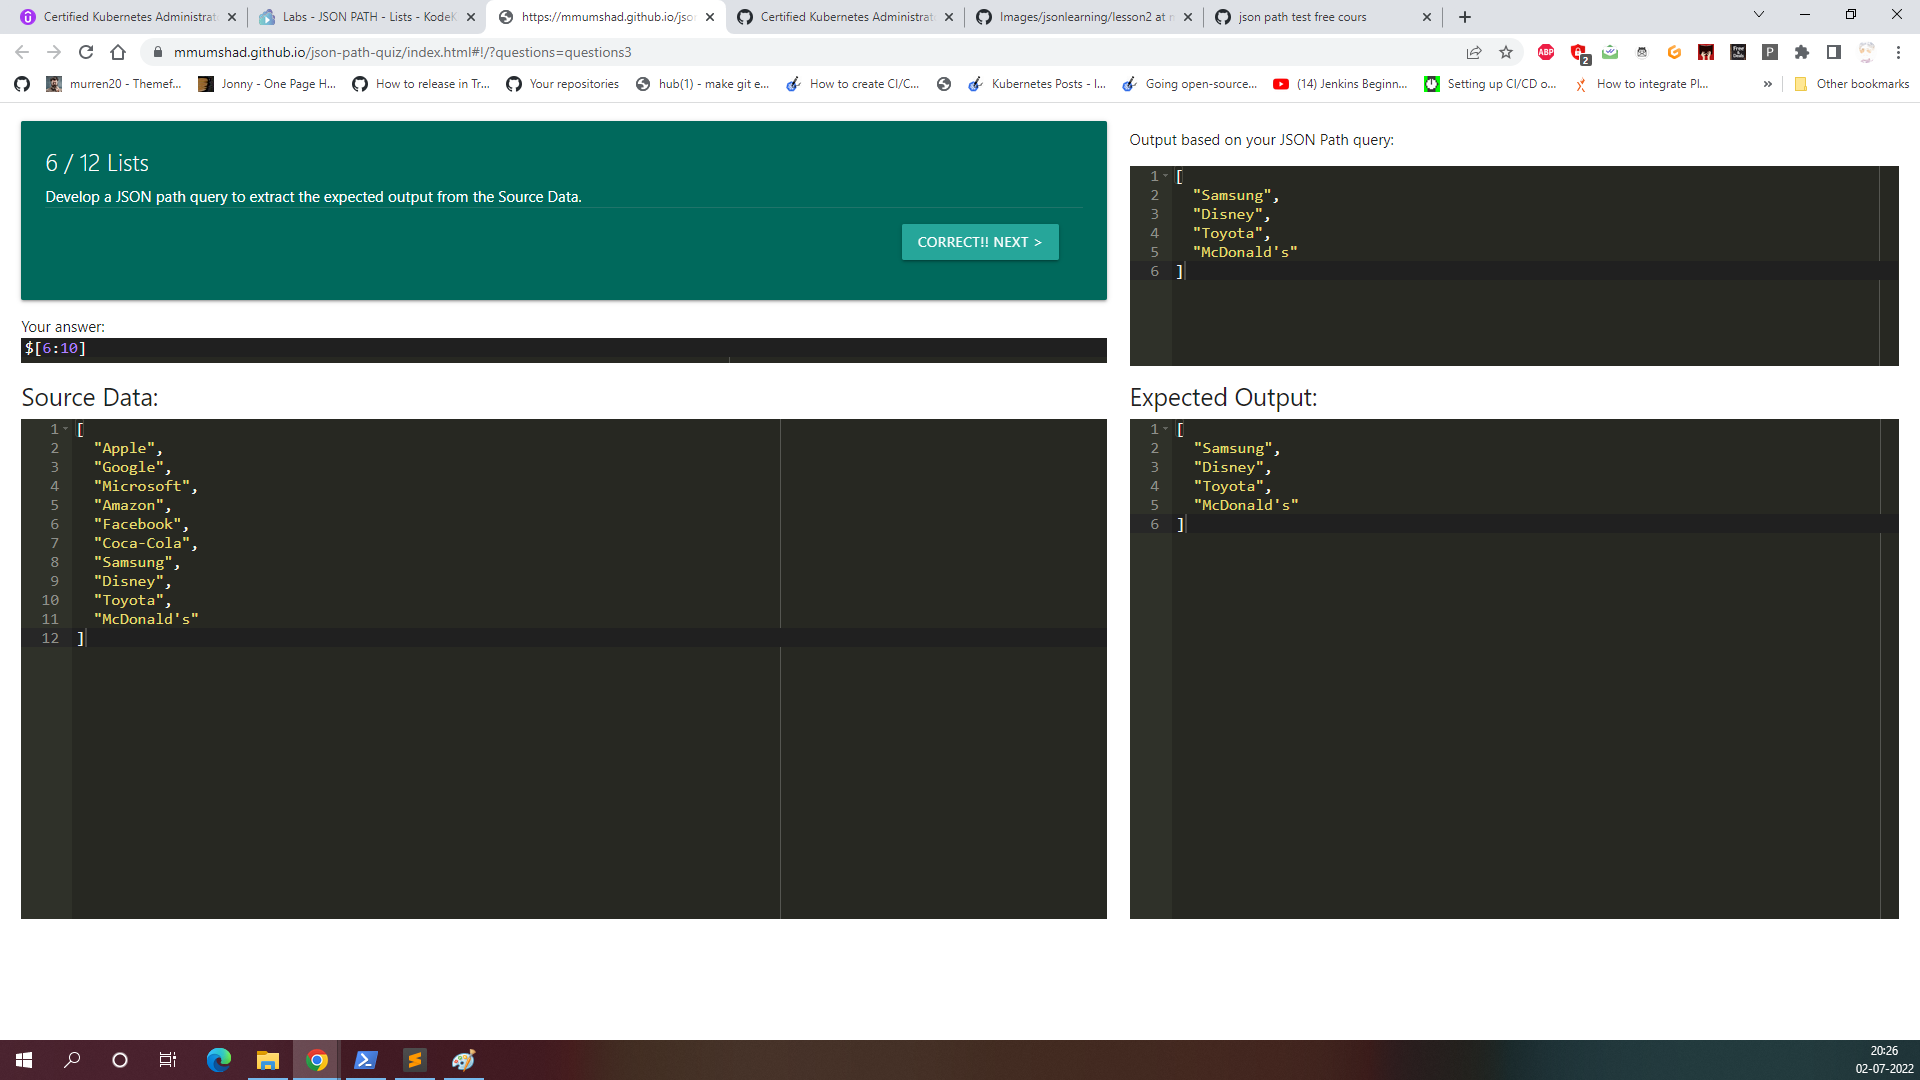 Certified Kubernetes Administrat
Labs - JSON PATH - Lists - KodeK
https://mmumshad.github.io/jso
Certified Kubernetes Administrat
Images/jsonlearning/lesson2 at m
json path test free cours
mmumshad.github.io/json-path-quiz/index.html#!/?questions=questions3
ABP
2
P
murren20 - Themef...
Jonny - One Page H...
How to release in Tr...
Your repositories
hub(1) - make git e...
How to create CI/C...
Kubernetes Posts - I...
Going open-source...
(14) Jenkins Beginn...
Setting up CI/CD o...
How to integrate Pl...
»
Other bookmarks
6 / 12 Lists
Develop a JSON path query to extract the expected output from the Source Data.
CORRECT!! NEXT >
Your answer:
$[6:10]
Source Data:
1 [
2 "Apple",
3 "Google",
4 "Microsoft",
5 "Amazon",
6 "Facebook",
7 "Coca-Cola",
8 "Samsung",
9 "Disney",
10 "Toyota",
11 "McDonald's"
12 ]
Output based on your JSON Path query:
1 [
2 "Samsung",
3 "Disney",
4 "Toyota",
5 "McDonald's"
6 ]
Expected Output:
1 [
2 "Samsung",
3 "Disney",
4 "Toyota",
5 "McDonald's"
6 ]
20:26
02-07-2022